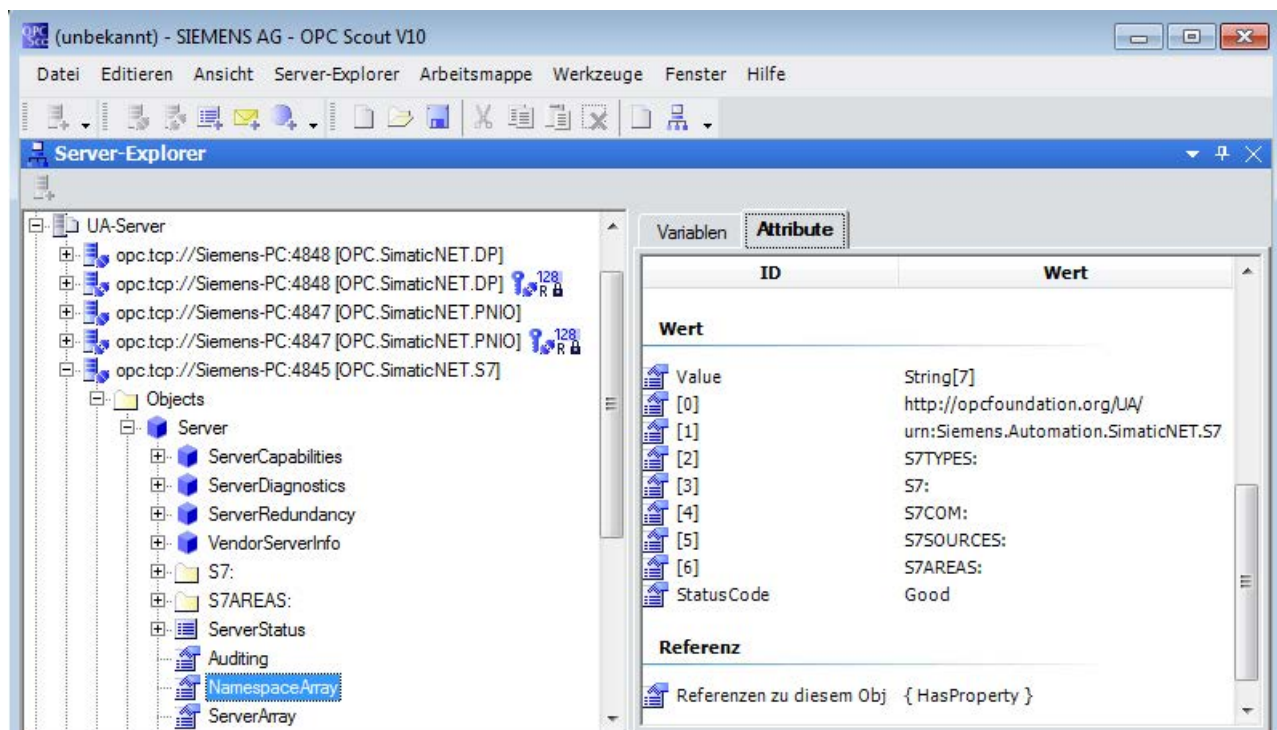 (unbekannt) - SIEMENS AG - OPC Scout V10
Datei Editieren Ansicht Server-Explorer Arbeitsmappe Werkzeuge Fenster Hilfe
Server-Explorer
UA-Server
opc.tcp://Siemens-PC:4848 [OPC.SimaticNET.DP]
opc.tcp://Siemens-PC:4848 [OPC.SimaticNET.DP] 128 R
opc.tcp://Siemens-PC:4847 [OPC.SimaticNET.PNIO]
opc.tcp://Siemens-PC:4847 [OPC.SimaticNET.PNIO] 128 R
opc.tcp://Siemens-PC:4845 [OPC.SimaticNET.S7]
Objects
Server
ServerCapabilities
ServerDiagnostics
ServerRedundancy
VendorServerInfo
S7:
S7AREAS:
ServerStatus
Auditing
NamespaceArray
ServerArray
Variablen Attribute
ID Wert
Wert
Value String[7]
[0] http://opcfoundation.org/UA/
[1] urn:Siemens.Automation.SimaticNET.S7
[2] S7TYPES:
[3] S7:
[4] S7COM:
[5] S7SOURCES:
[6] S7AREAS:
StatusCode Good
Referenz
Referenzen zu diesem Obj { HasProperty }